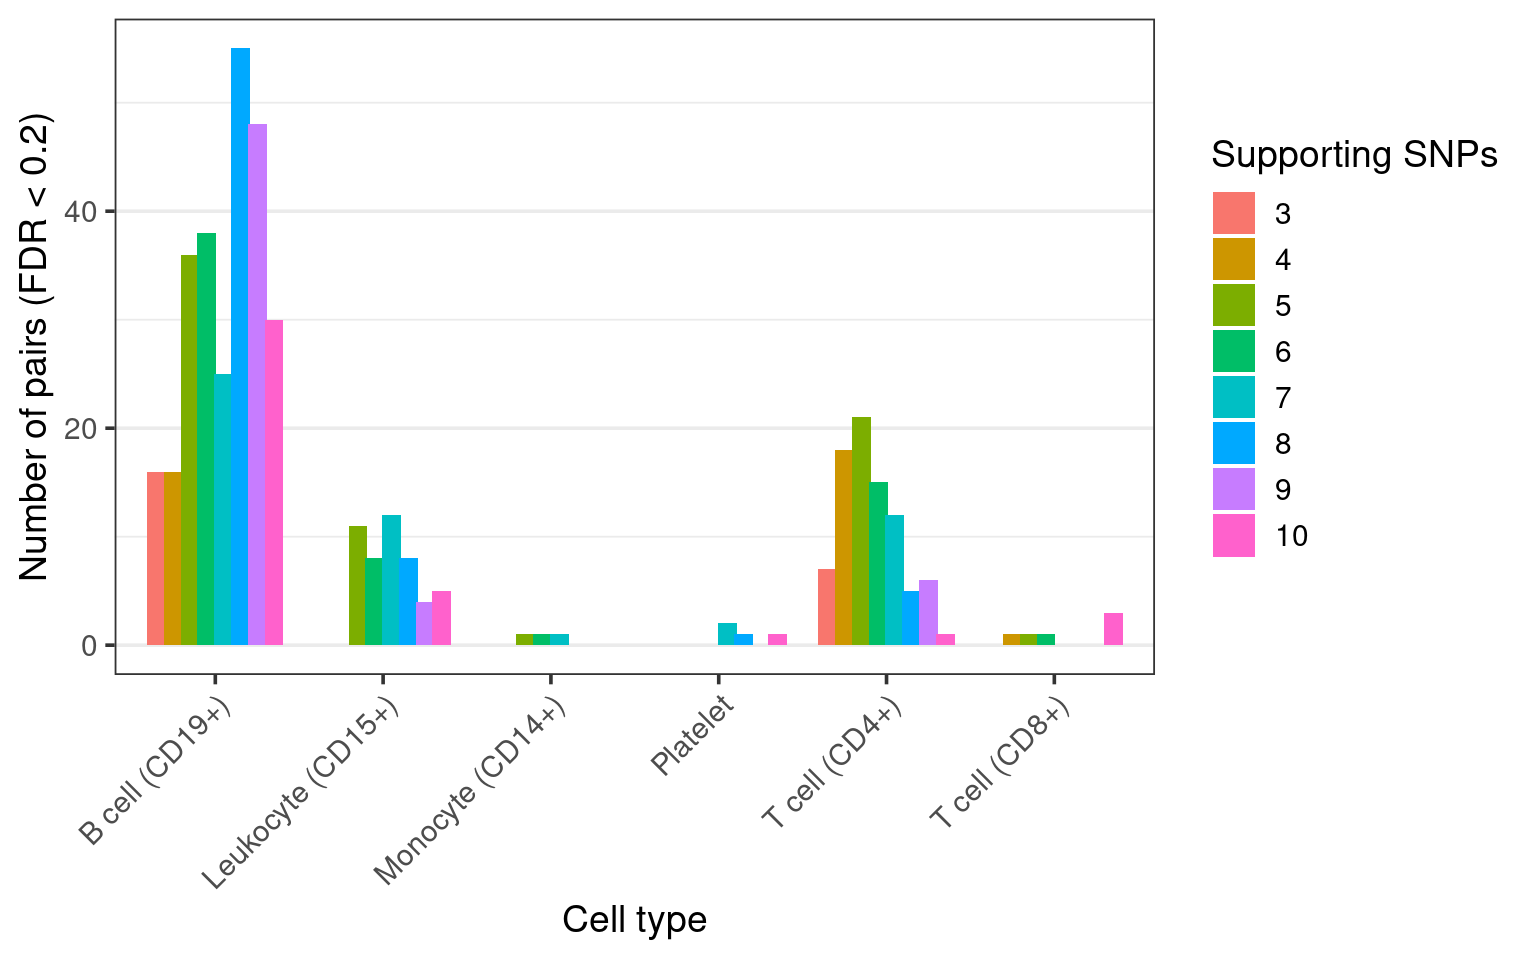 Number of pairs (FDR < 0.2)
40
20
0
B cell (CD19+)
Leukocyte (CD15+)
Monocyte (CD14+)
Platelet
T cell (CD4+)
T cell (CD8+)
Cell type
Supporting SNPs
3
4
5
6
7
8
9
10